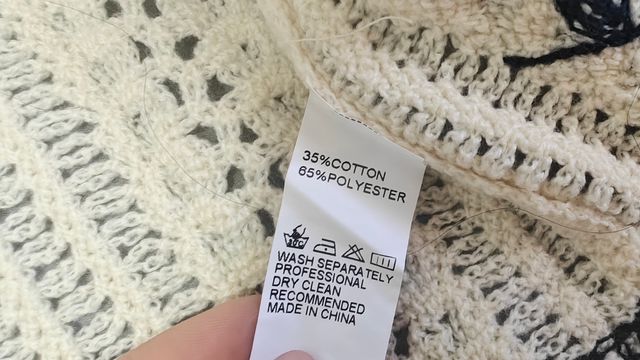 35%COTTON
65%POLYESTER
WASH SEPARATELY
PROFESSIONAL
DRY CLEAN
RECOMMENDED
MADE IN CHINA